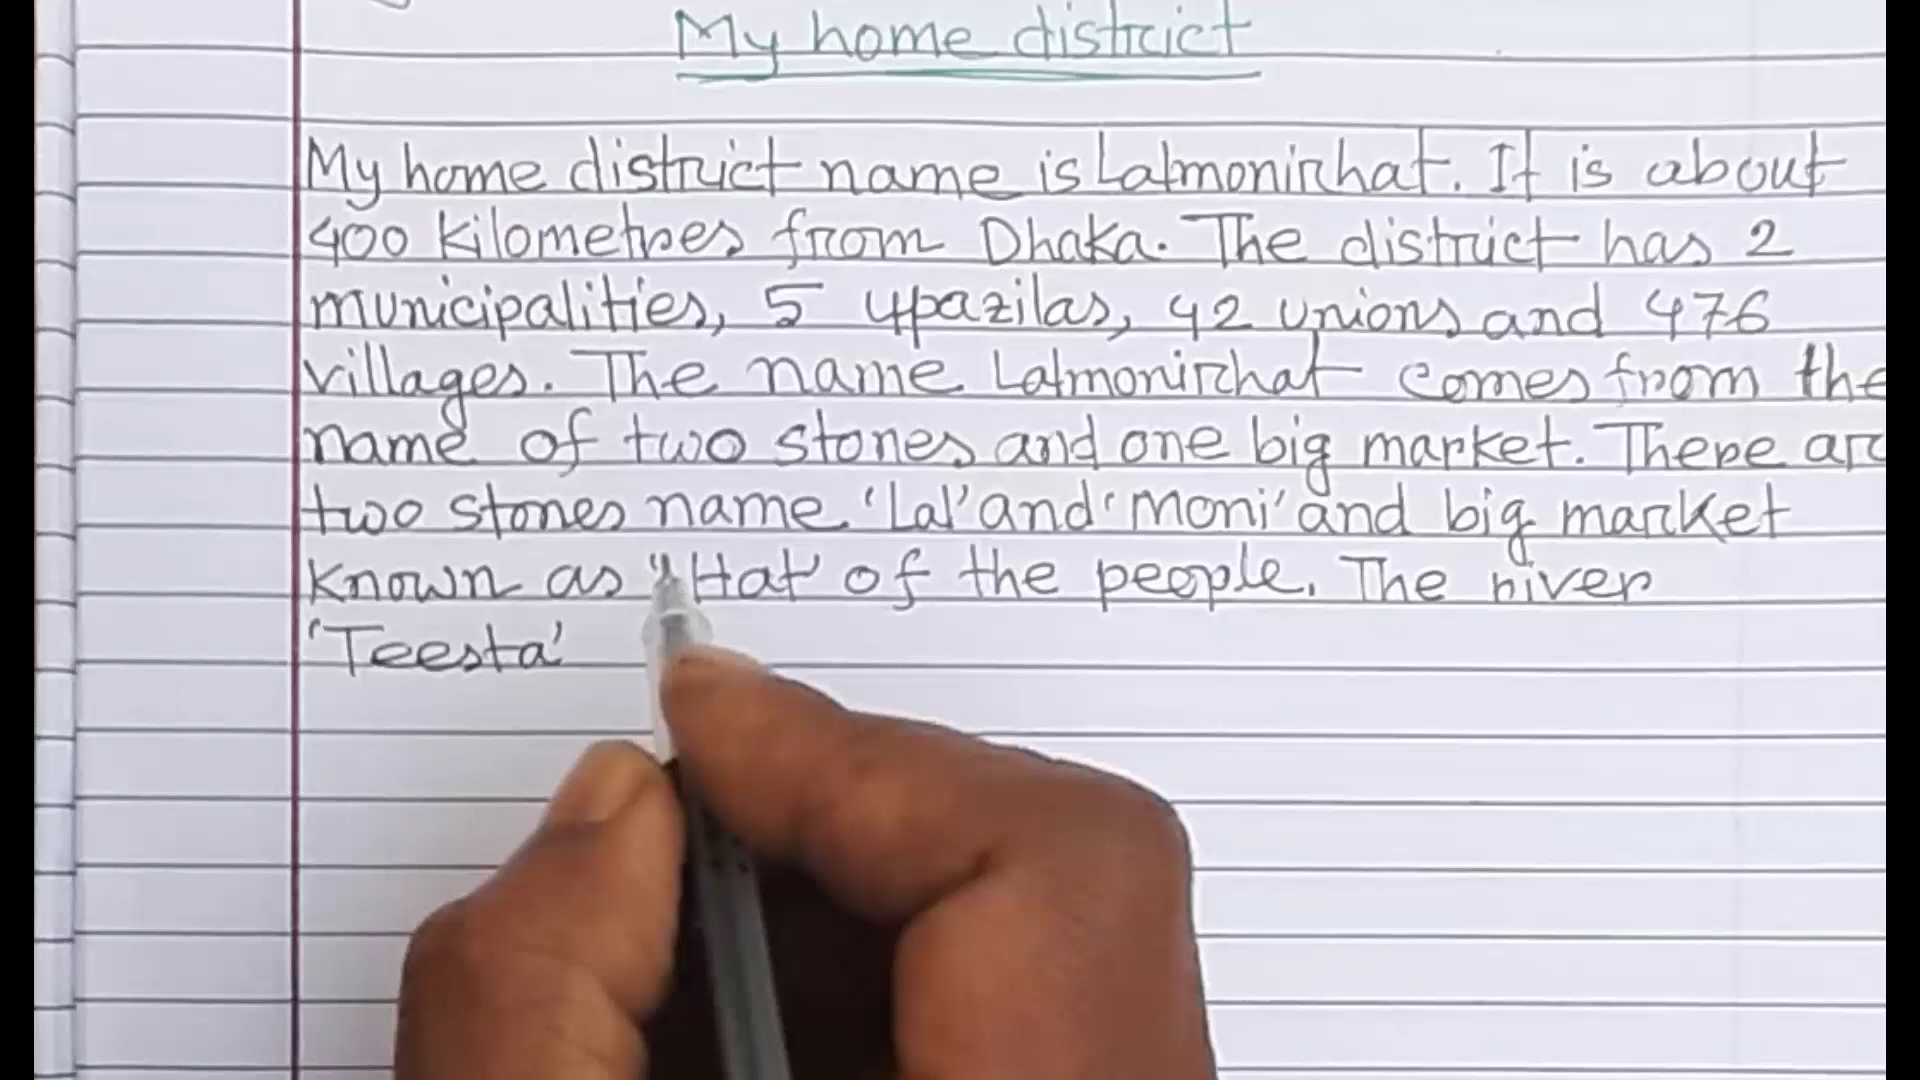 My home district
My home district name is Lalmonirhat. It is about
400 kilometres from Dhaka. The district has 2
municipalities, 5 upazilas, 42 unions and 476
villages. The name Lalmonirhat comes from the
name of two stones and one big market. There are
two stones name 'Lal' and 'Moni' and big market
known as "Hat' of the people. The river
'Teesta'